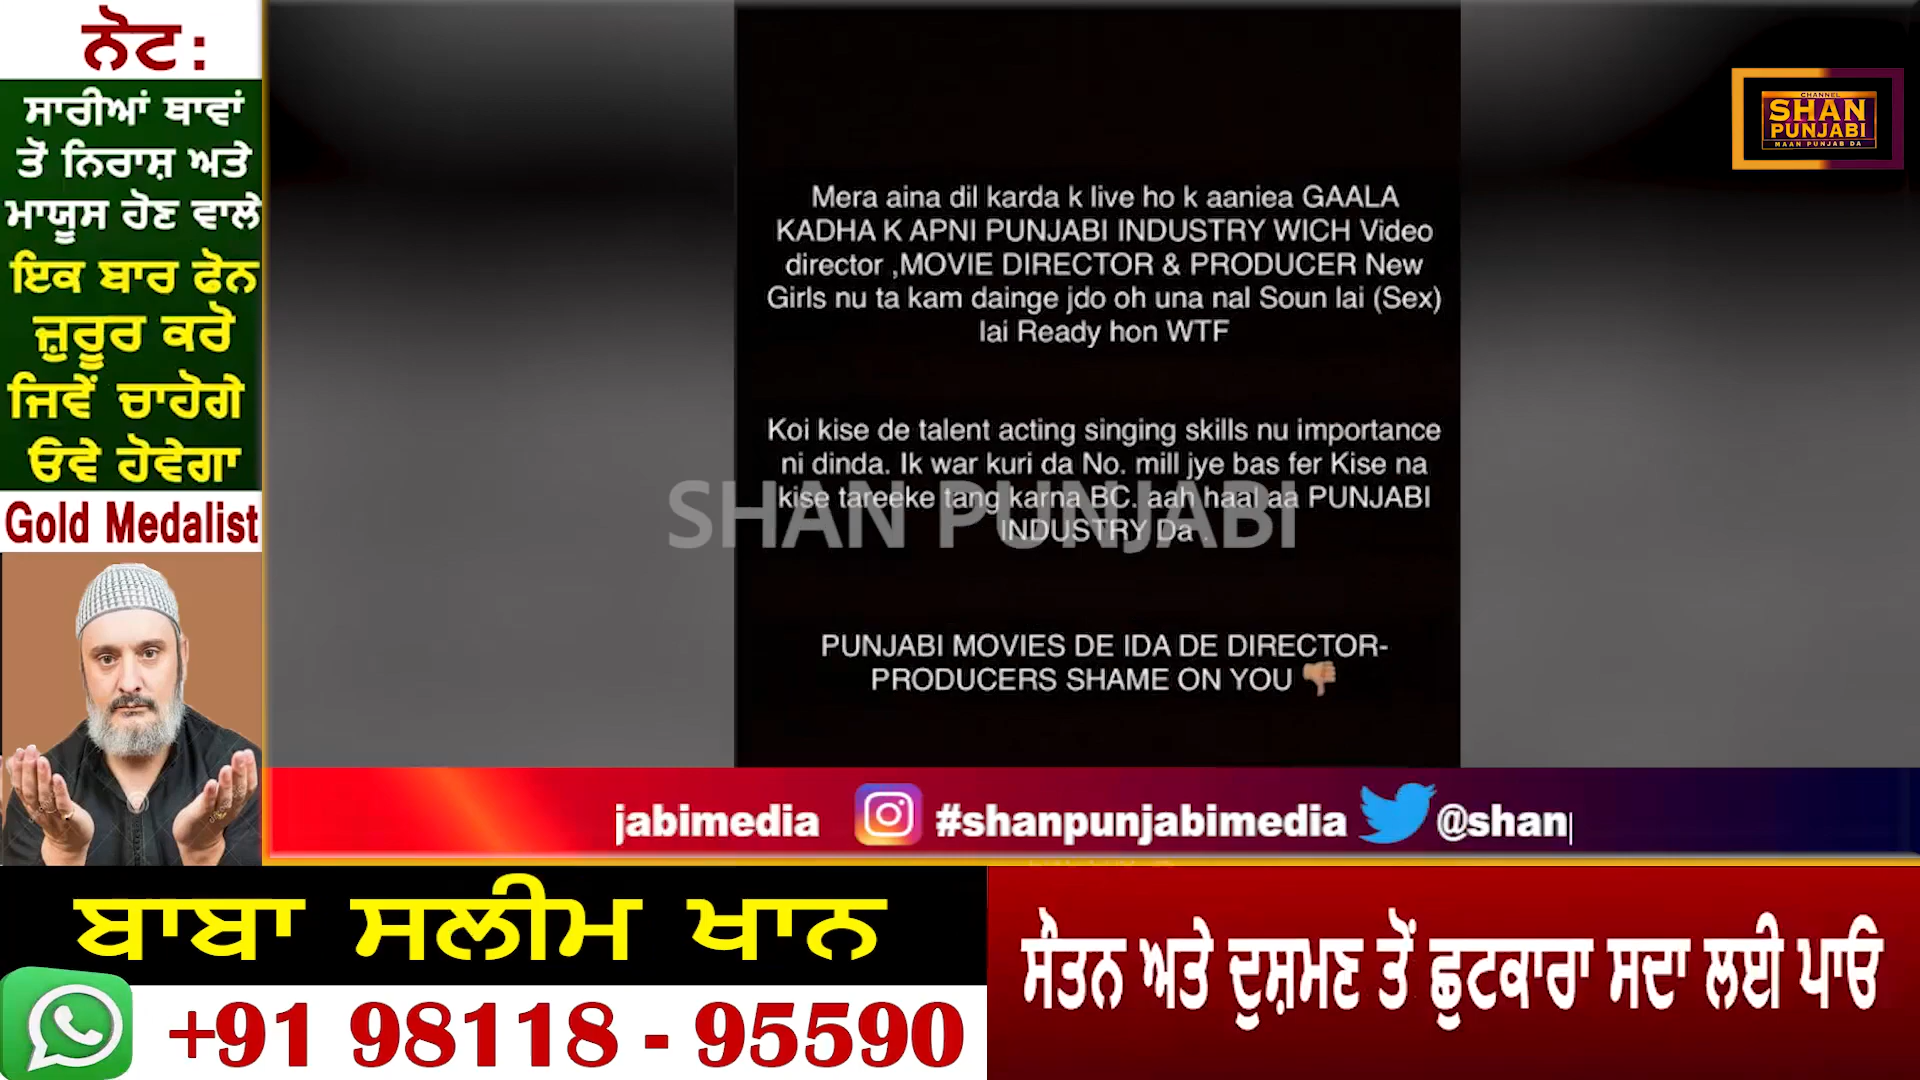 ਨੋਟ:
ਸਾਰੀਆਂ ਥਾਵਾਂ
ਤੋਂ ਨਿਰਾਸ਼ ਅਤੇ
ਮਾਯੂਸ ਹੋਣ ਵਾਲੇ
ਇਕ ਬਾਰ ਫੋਨ
ਜ਼ੁਰੂਰ ਕਰੋ
ਜਿਵੇਂ ਚਾਹੋਗੇ
ਓਵੇ ਹੋਵੇਗਾ
Gold Medalist
CHANNEL
SHAN
PUNJABI
MAAN PUNJAB DA
Mera aina dil karda k live ho k aaniea GAALA
KADHA K APNI PUNJABI INDUSTRY WICH Video
director ,MOVIE DIRECTOR & PRODUCER New
Girls nu ta kam dainge jdo oh una nal Soun lai (Sex)
lai Ready hon WTF
Koi kise de talent acting singing skills nu importance
ni dinda. Ik war kuri da No. mill jye bas fer Kise na
kise tareeke tang karna BC. aah haal aa PUNJABI
INDUSTRY Da .
SHAN PUNJABI
PUNJABI MOVIES DE IDA DE DIRECTOR-
PRODUCERS SHAME ON YOU 👎🏽
jabimedia #shanpunjabimedia @shan
ਬਾਬਾ ਸਲੀਮ ਖਾਨ
+91 98118 - 95590
ਸੌਤਨ ਅਤੇ ਦੁਸ਼ਮਣ ਤੋਂ ਛੁਟਕਾਰਾ ਸਦਾ ਲਈ ਪਾਓ